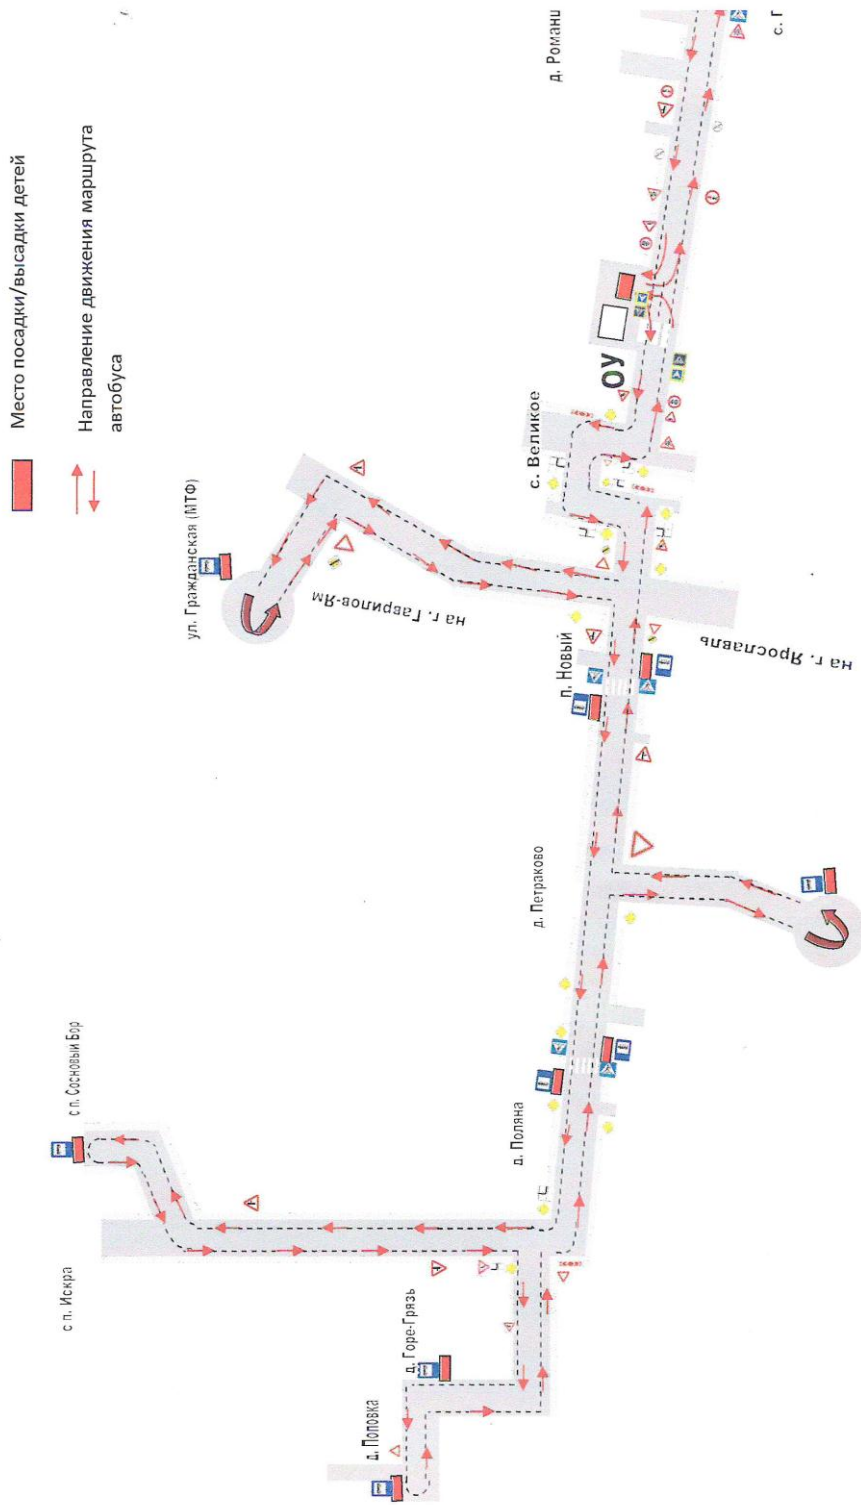 Место посадки/высадки детей
Направление движения маршрута
автобуса
д. Романц
с. Г
ОУ
с. Великое
ул. Гражданская (МТФ)
на г. Гаврилов-Ям
на г. Ярославль
п. Новый
д. Петраково
д. Поляна
с п. Сосновый Бор
с п. Искра
д. Горе-Грязь
д. Поповка